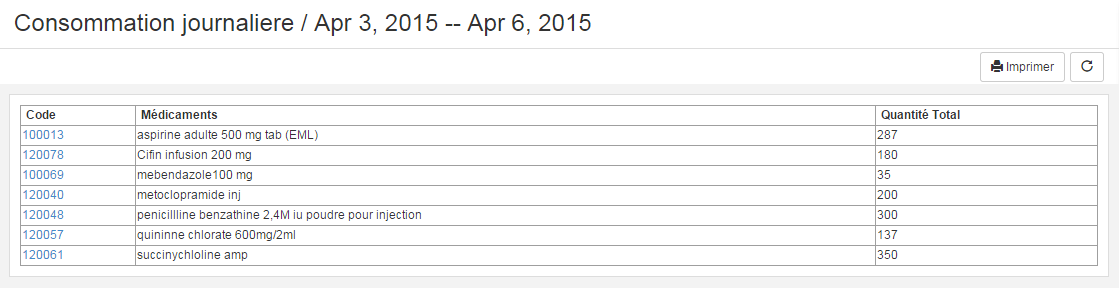 Consommation journaliere / Apr 3, 2015 -- Apr 6, 2015
Imprimer
Code Médicaments Quantité Total
100013 aspirine adulte 500 mg tab (EML) 287
120078 Cifin infusion 200 mg 180
100069 mebendazole100 mg 35
120040 metoclopramide inj 200
120048 penicillline benzathine 2,4M iu poudre pour injection 300
120057 quininne chlorate 600mg/2ml 137
120061 succinychloline amp 350